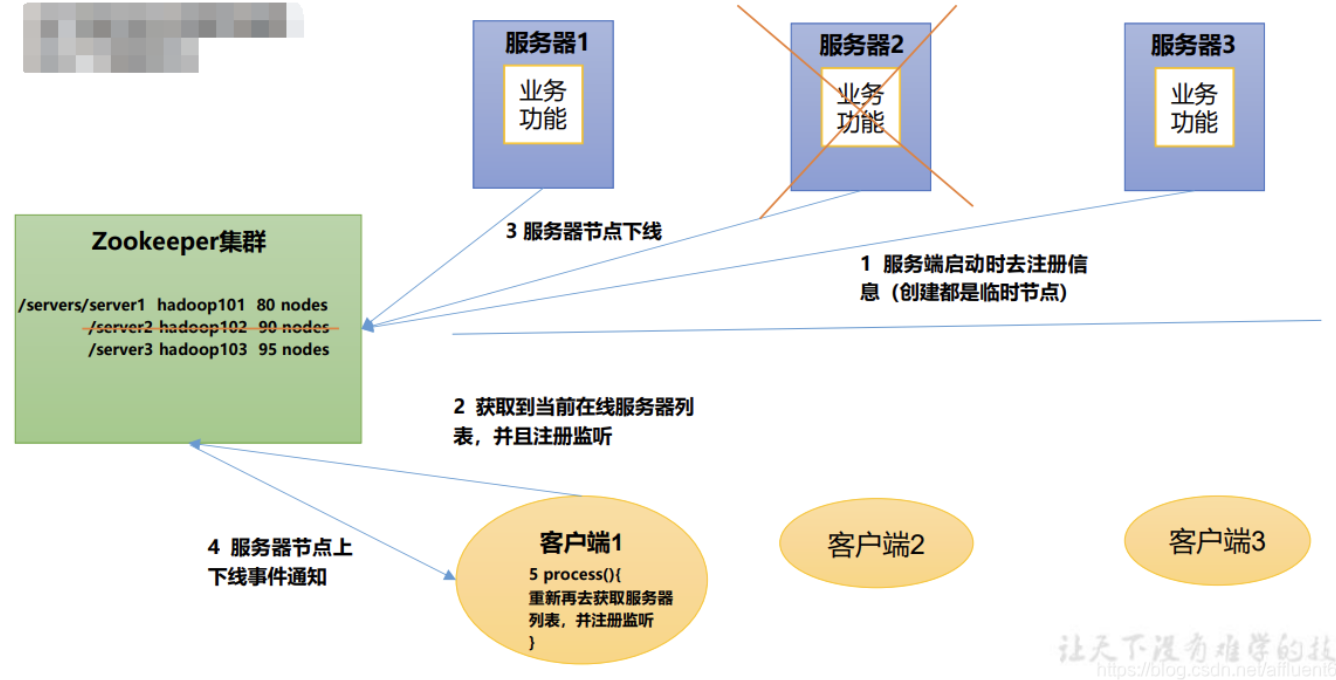 服务器1
业务
功能
服务器2
业务
功能
服务器3
业务
功能
3 服务器节点下线
1 服务端启动时去注册信
息（创建都是临时节点）
Zookeeper集群
/servers/server1 hadoop101 80 nodes
/server2 hadoop102 90 nodes
/server3 hadoop103 95 nodes
2 获取到当前在线服务器列
表，并且注册监听
4 服务器节点上
下线事件通知
客户端1
5 process(){
重新再去获取服务器
列表，并注册监听
}
客户端2
客户端3
让天下没有难学的技
https://blog.csdn.net/affluent6